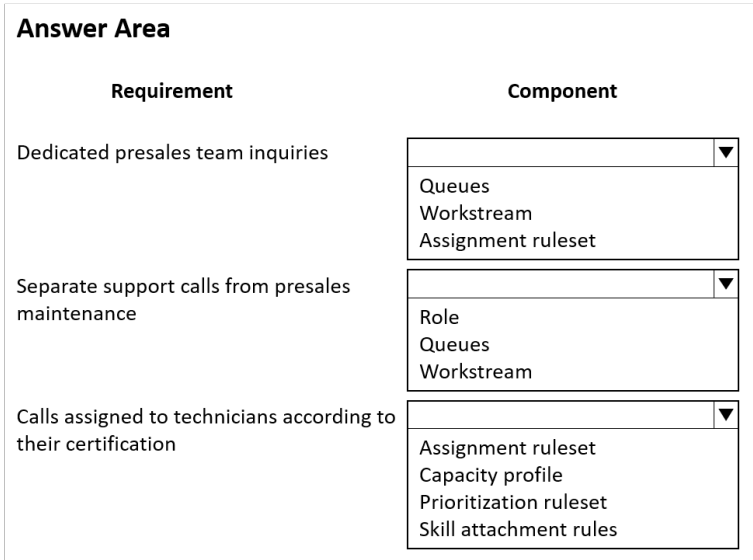 Answer Area
Requirement Component
Dedicated presales team inquiries
Queues
Workstream
Assignment ruleset
Separate support calls from presales
maintenance
Role
Queues
Workstream
Calls assigned to technicians according to
their certification
Assignment ruleset
Capacity profile
Prioritization ruleset
Skill attachment rules